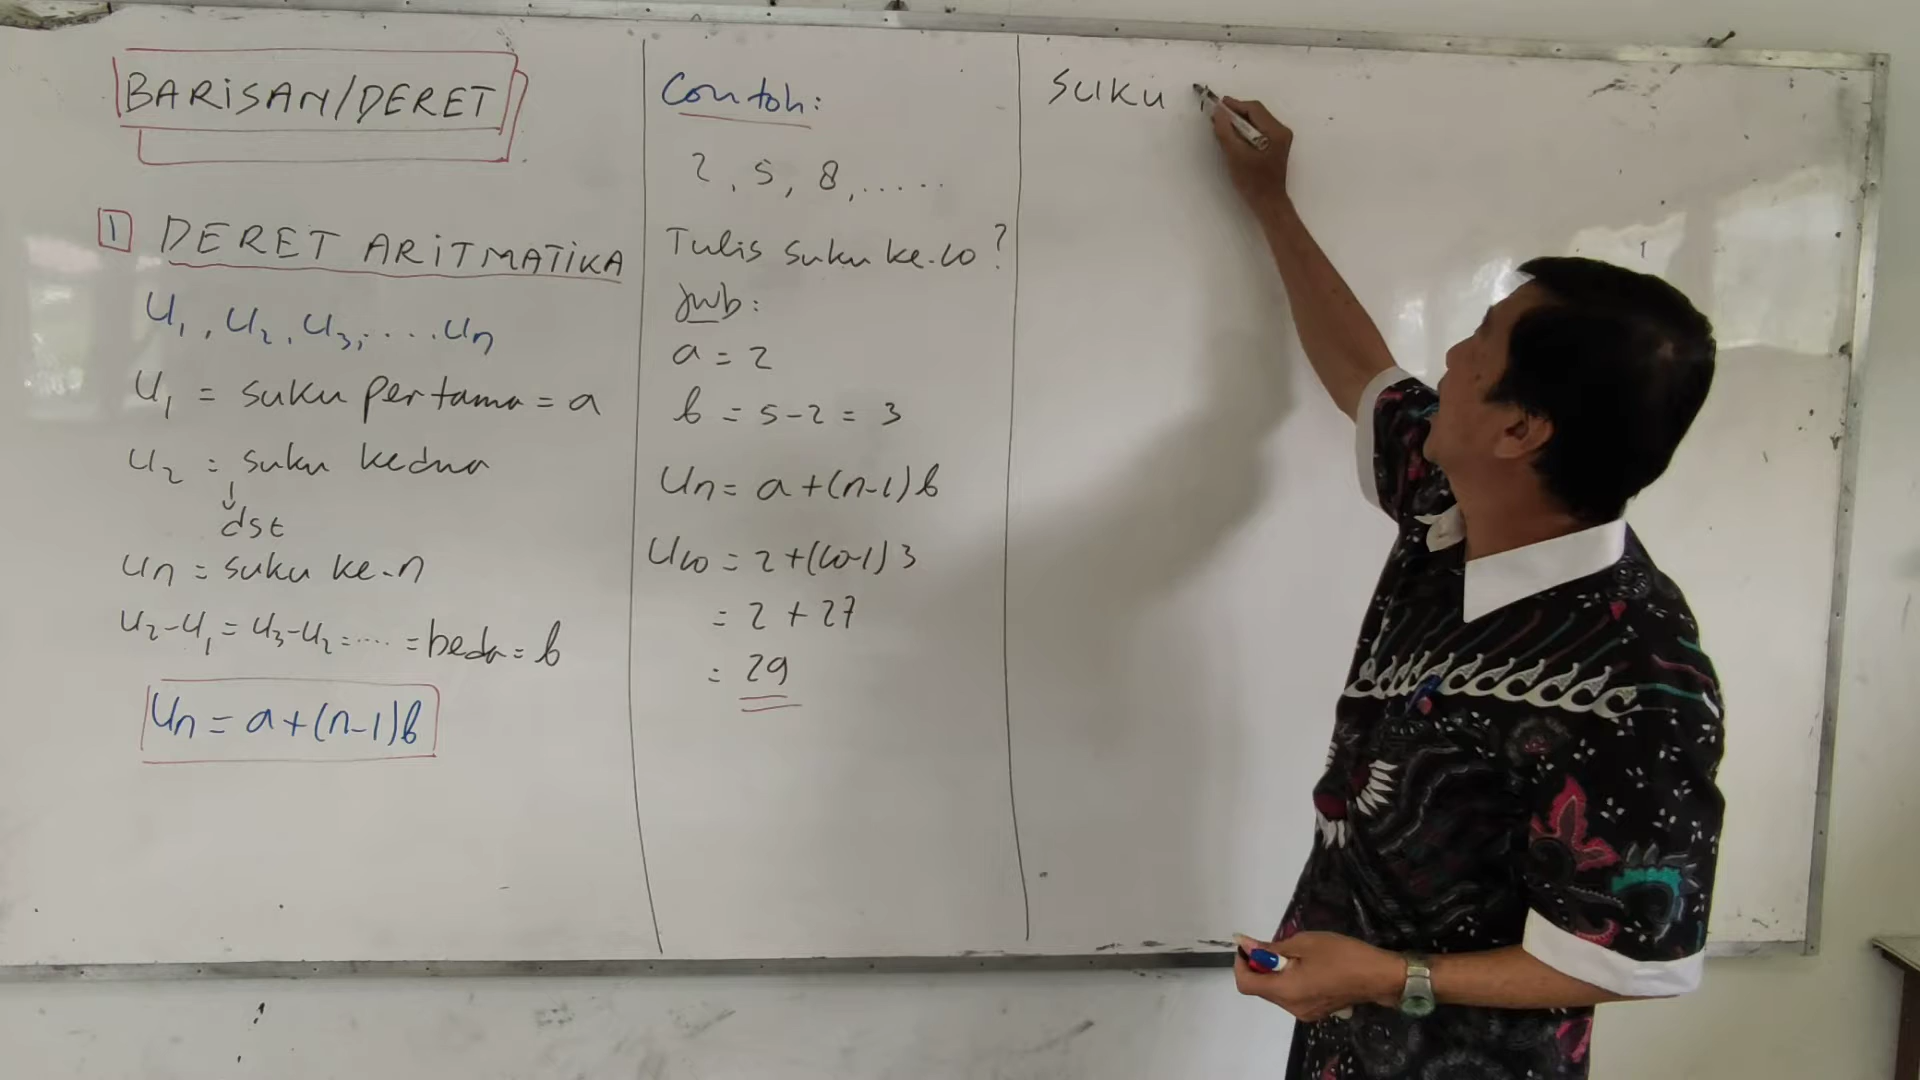 BARISAN/DERET
1 DERET ARITMATIKA
U1, U2, U3, .... Un
U1 = suku pertama = a
U2 = suku kedua
↓
dst
Un = suku ke-n
U2-U1 = U3-U2 = .... = beda = b
Un = a+(n-1)b
Contoh:
2, 5, 8, .....
Tulis suku ke-10?
Jwb:
a = 2
b = 5-2 = 3
Un = a+(n-1)b
U10 = 2+(10-1)3
= 2 + 27
= 29
Suku